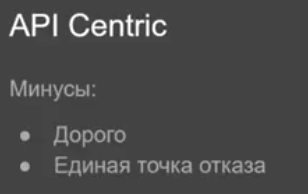 API Centric
Минусы:
● Дорого
● Единая точка отказа